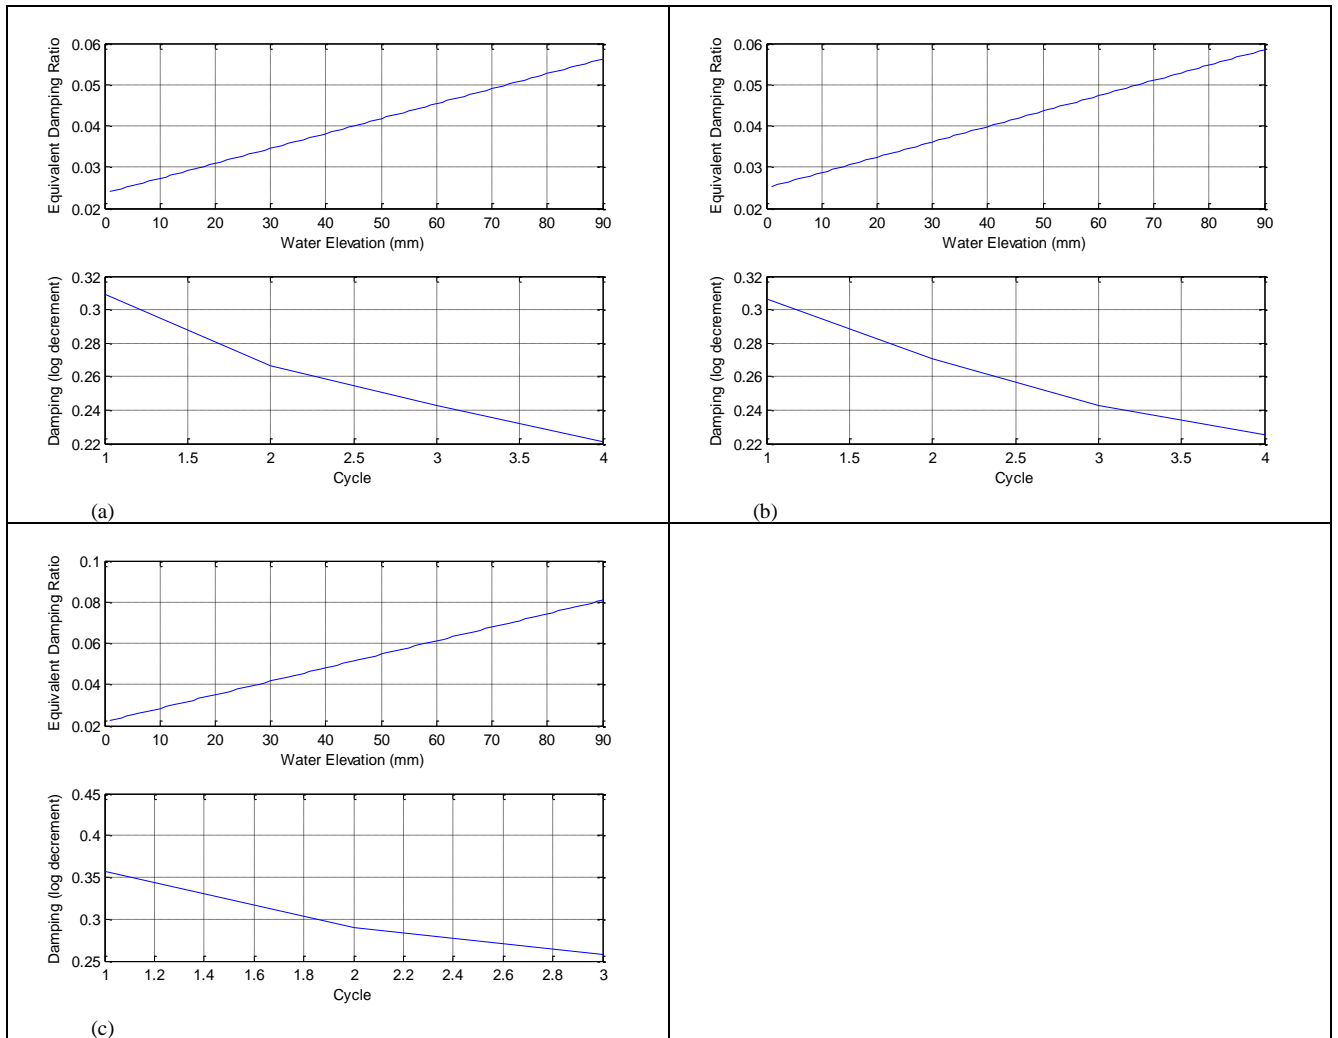 0.06
0.05
0.04
0.03
0.02
Equivalent Damping Ratio
0 10 20 30 40 50 60 70 80 90
Water Elevation (mm)
0.32
0.3
0.28
0.26
0.24
0.22
Damping (log decrement)
1 1.5 2 2.5 3 3.5 4
Cycle
(a)
0.06
0.05
0.04
0.03
0.02
Equivalent Damping Ratio
0 10 20 30 40 50 60 70 80 90
Water Elevation (mm)
0.32
0.3
0.28
0.26
0.24
0.22
Damping (log decrement)
1 1.5 2 2.5 3 3.5 4
Cycle
(b)
0.1
0.08
0.06
0.04
0.02
Equivalent Damping Ratio
0 10 20 30 40 50 60 70 80 90
Water Elevation (mm)
0.45
0.4
0.35
0.3
0.25
Damping (log decrement)
1 1.2 1.4 1.6 1.8 2 2.2 2.4 2.6 2.8 3
Cycle
(c)